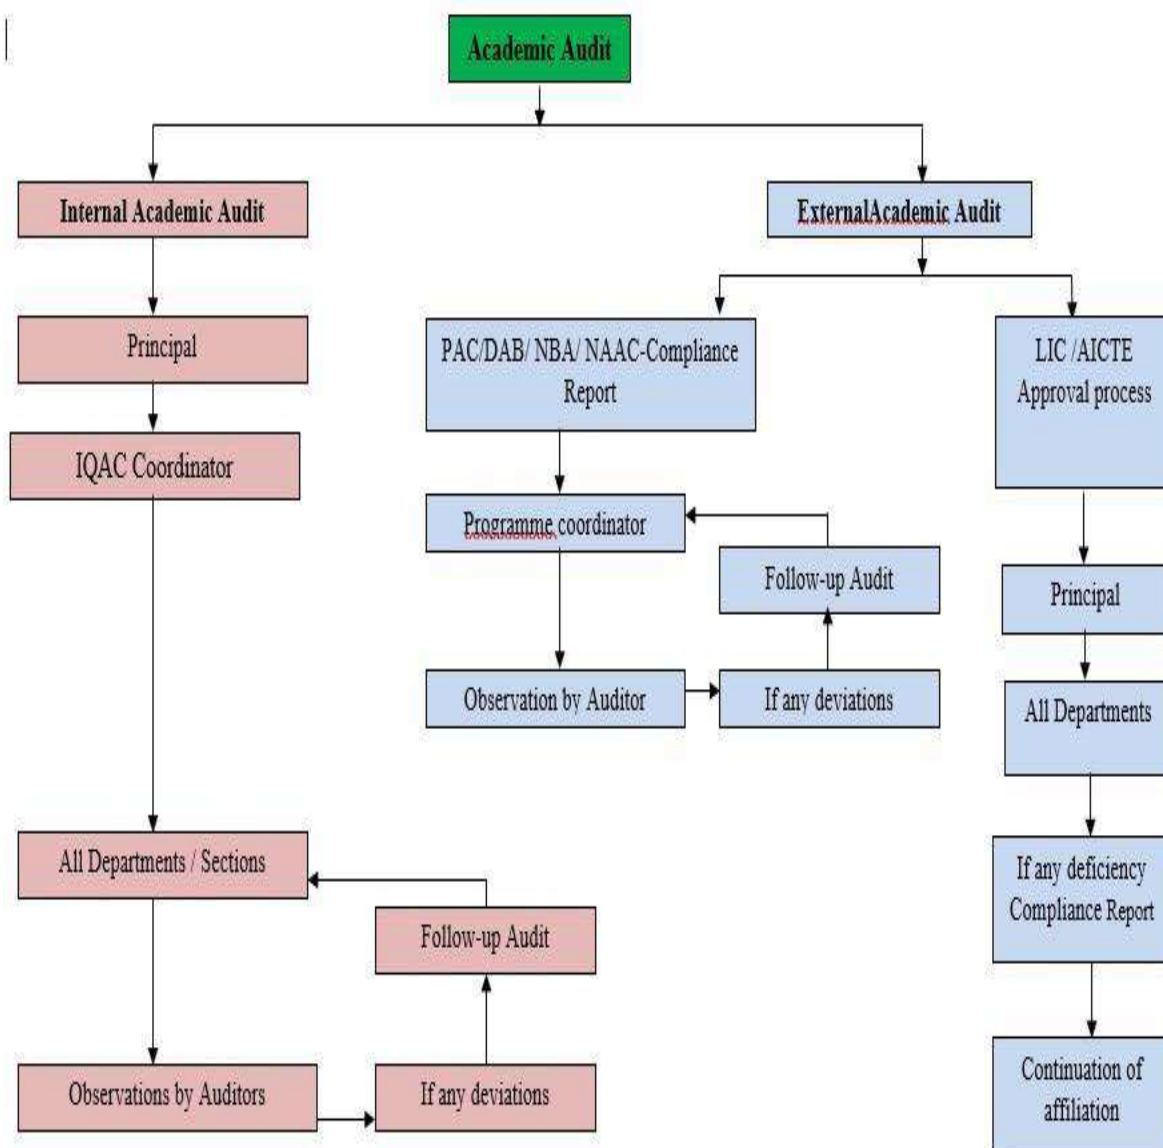 Academic Audit
Internal Academic Audit
ExternalAcademic Audit
Principal
PAC/DAB/ NBA/ NAAC-Compliance
Report
LIC /AICTE
Approval process
IQAC Coordinator
Programme coordinator
Follow-up Audit
Principal
Observation by Auditor
If any deviations
All Departments
All Departments / Sections
Follow-up Audit
If any deficiency
Compliance Report
Observations by Auditors
If any deviations
Continuation of
affiliation